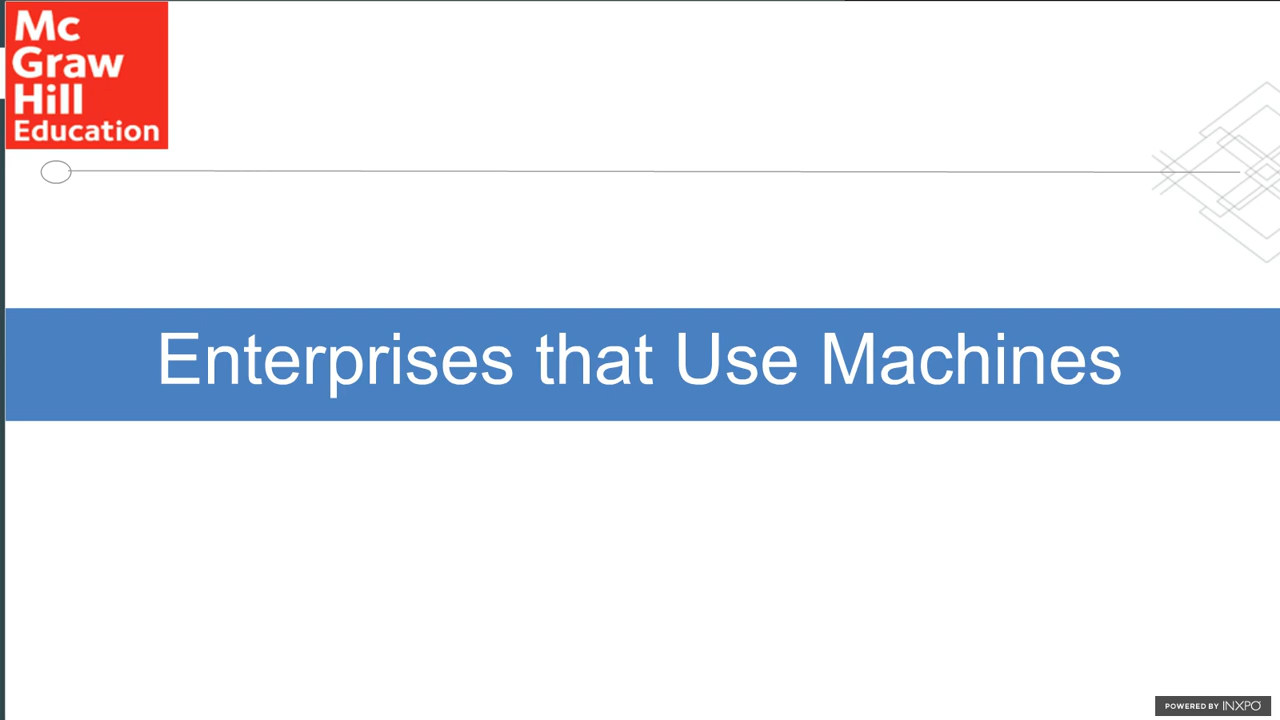 Mc
Graw
Hill
Education
Enterprises that Use Machines
POWERED BY INXPO